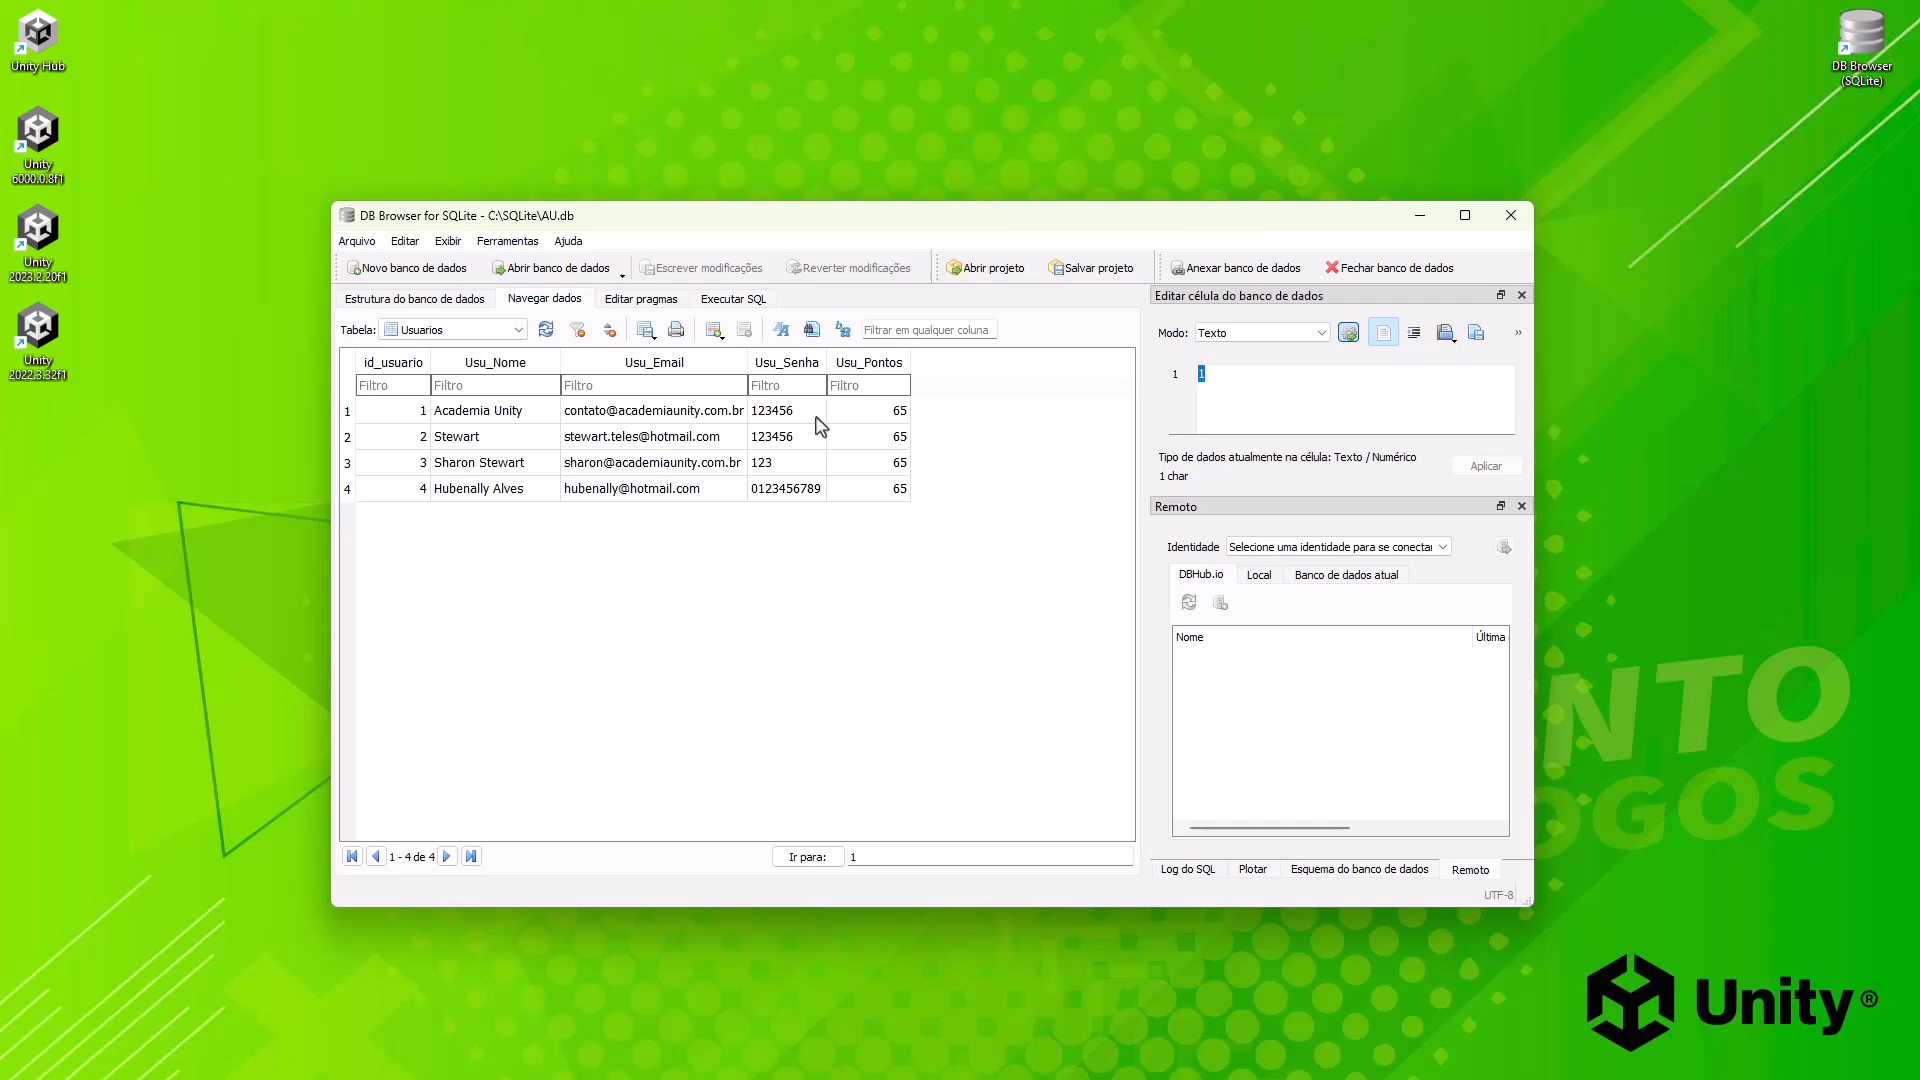 Unity Hub
Unity
6000.0.8f1
Unity
2023.2.20f1
Unity
2022.3.32f1
DB Browser
(SQLite)
DB Browser for SQLite - C:\SQLite\AU.db
Arquivo Editar Exibir Ferramentas Ajuda
Novo banco de dados Abrir banco de dados Escrever modificações Reverter modificações Abrir projeto Salvar projeto Anexar banco de dados Fechar banco de dados
Estrutura do banco de dados Navegar dados Editar pragmas Executar SQL
Tabela: Usuarios Filtrar em qualquer coluna
id_usuario Usu_Nome Usu_Email Usu_Senha Usu_Pontos
Filtro Filtro Filtro Filtro Filtro
1 1 Academia Unity contato@academiaunity.com.br 123456 65
2 2 Stewart stewart.teles@hotmail.com 123456 65
3 3 Sharon Stewart sharon@academiaunity.com.br 123 65
4 4 Hubenally Alves hubenally@hotmail.com 0123456789 65
1 - 4 de 4 Ir para: 1
Editar célula do banco de dados
Modo: Texto »
1 1
Tipo de dados atualmente na célula: Texto / Numérico
1 char
Aplicar
Remoto
Identidade Selecione uma identidade para se conectar
DBHub.io Local Banco de dados atual
Nome Última
Log do SQL Plotar Esquema do banco de dados Remoto
UTF-8
NTO
OGOS
Unity®